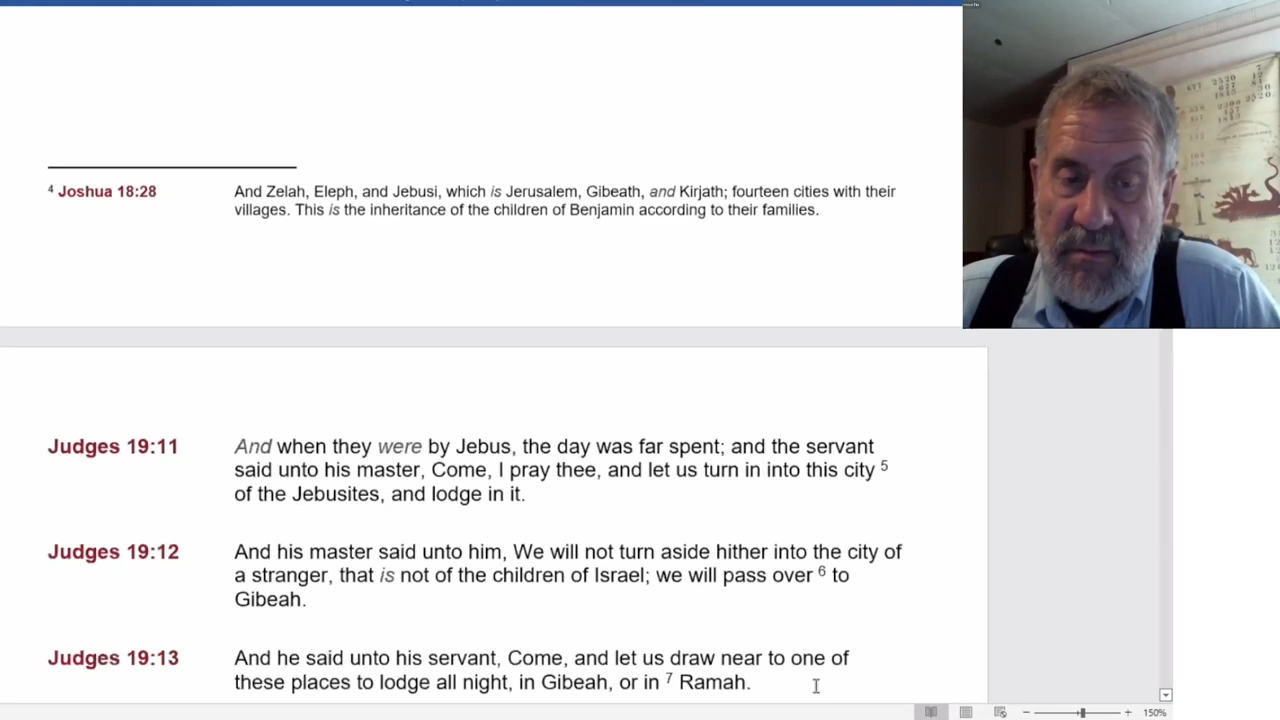 4 Joshua 18:28 And Zelah, Eleph, and Jebusi, which is Jerusalem, Gibeath, and Kirjath; fourteen cities with their
villages. This is the inheritance of the children of Benjamin according to their families.
Judges 19:11 And when they were by Jebus, the day was far spent; and the servant
said unto his master, Come, I pray thee, and let us turn in into this city 5
of the Jebusites, and lodge in it.
Judges 19:12 And his master said unto him, We will not turn aside hither into the city of
a stranger, that is not of the children of Israel; we will pass over 6 to
Gibeah.
Judges 19:13 And he said unto his servant, Come, and let us draw near to one of
these places to lodge all night, in Gibeah, or in 7 Ramah.
150%
677 2520